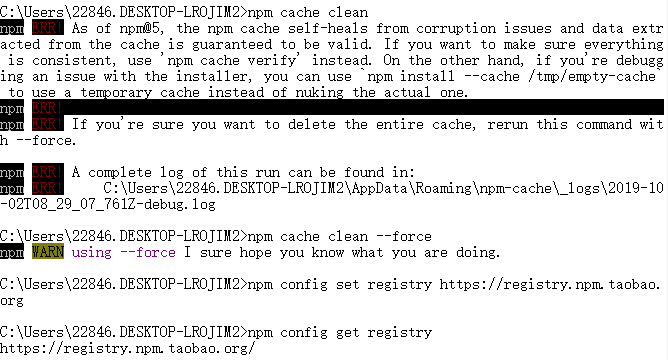 C:\Users\22846.DESKTOP-LROJIM2>npm cache clean
npm ERR! As of npm@5, the npm cache self-heals from corruption issues and data extr
acted from the cache is guaranteed to be valid. If you want to make sure everything
 is consistent, use 'npm cache verify' instead. On the other hand, if you're debugg
ing an issue with the installer, you can use `npm install --cache /tmp/empty-cache`
 to use a temporary cache instead of nuking the actual one.
npm ERR!
npm ERR! If you're sure you want to delete the entire cache, rerun this command wit
h --force.
npm ERR! A complete log of this run can be found in:
npm ERR!     C:\Users\22846.DESKTOP-LROJIM2\AppData\Roaming\npm-cache\_logs\2019-10
-02T08_29_07_761Z-debug.log
C:\Users\22846.DESKTOP-LROJIM2>npm cache clean --force
npm WARN using --force I sure hope you know what you are doing.
C:\Users\22846.DESKTOP-LROJIM2>npm config set registry https://registry.npm.taobao.
org
C:\Users\22846.DESKTOP-LROJIM2>npm config get registry
https://registry.npm.taobao.org/